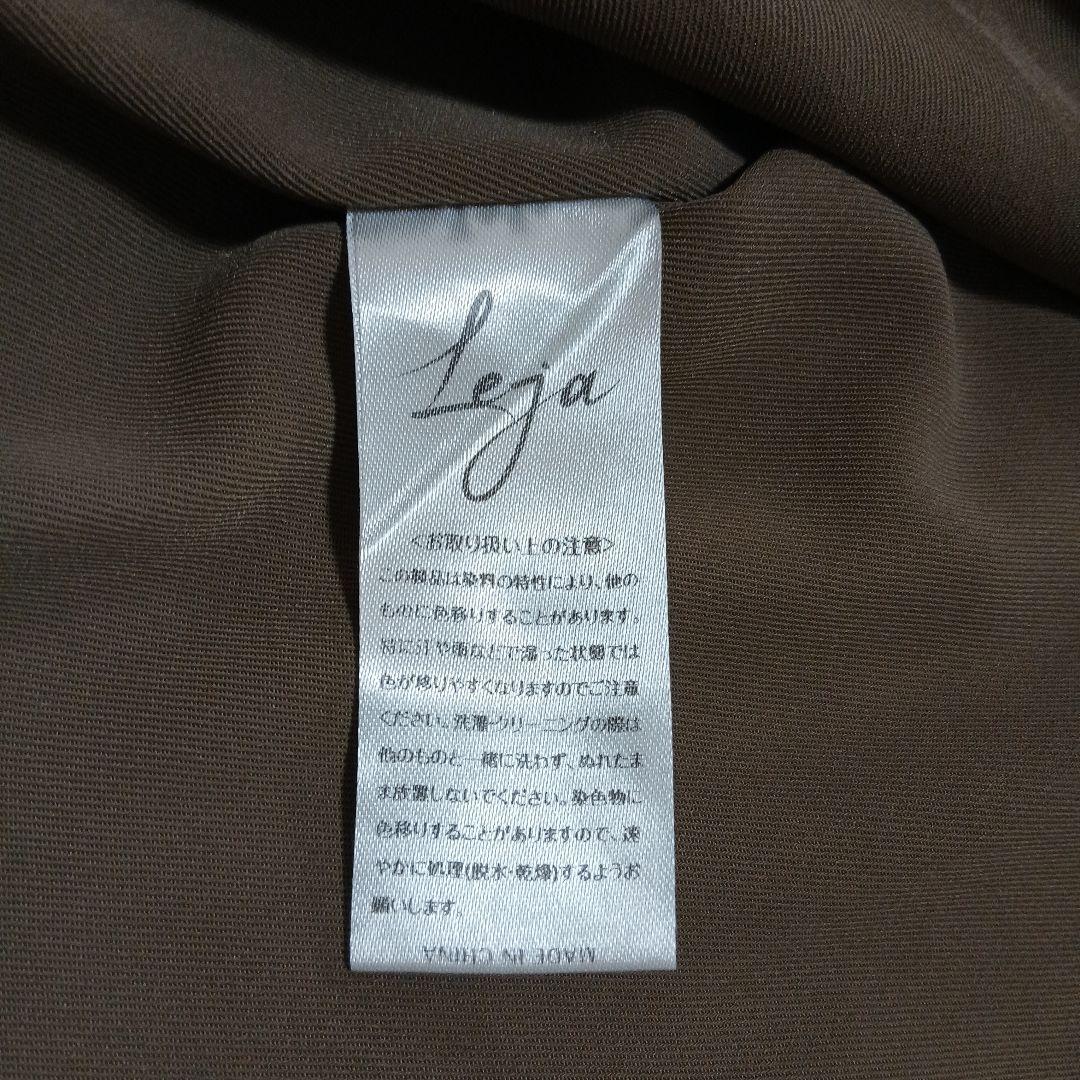 Leja
<お取り扱い上の注意>
この製品は染料の特性により、他の
ものに色移りすることがあります。
特に汗や雨などで湿った状態では
色が移りやすくなりますのでご注意
ください。洗濯・クリーニングの際は
他のものと一緒に洗わず、ぬれたま
ま放置しないでください。染色物に
色移りすることがありますので、速
やかに処理(脱水・乾燥)するようお
願いします。
MADE IN CHINA